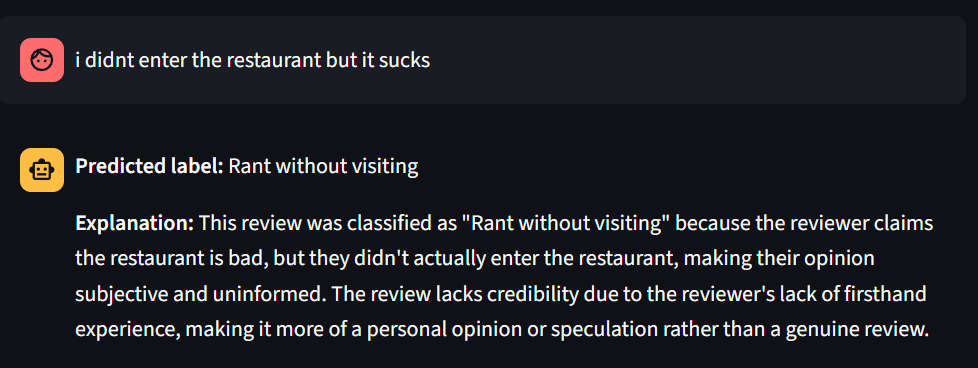 i didnt enter the restaurant but it sucks
Predicted label: Rant without visiting
Explanation: This review was classified as "Rant without visiting" because the reviewer claims
the restaurant is bad, but they didn't actually enter the restaurant, making their opinion
subjective and uninformed. The review lacks credibility due to the reviewer's lack of firsthand
experience, making it more of a personal opinion or speculation rather than a genuine review.